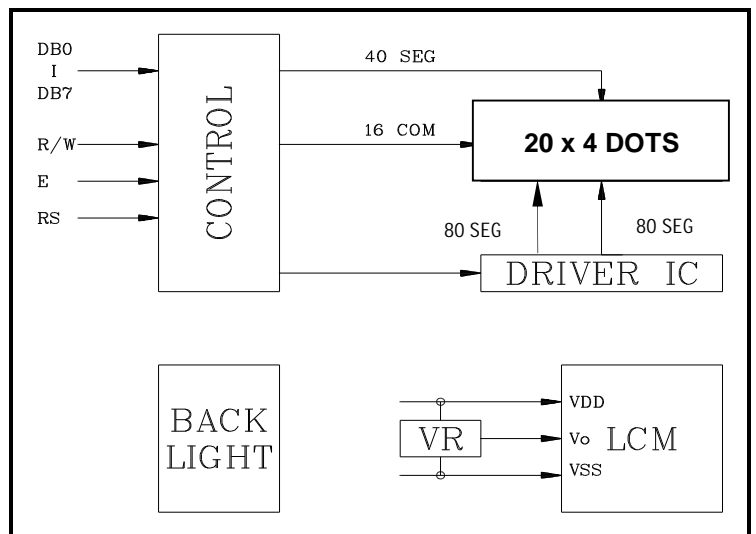 DB0
I
DB7
R/W
E
RS
CONTROL
40 SEG
16 COM
20 x 4 DOTS
80 SEG
80 SEG
DRIVER IC
BACK
LIGHT
VR
VDD
Vo
VSS
LCM